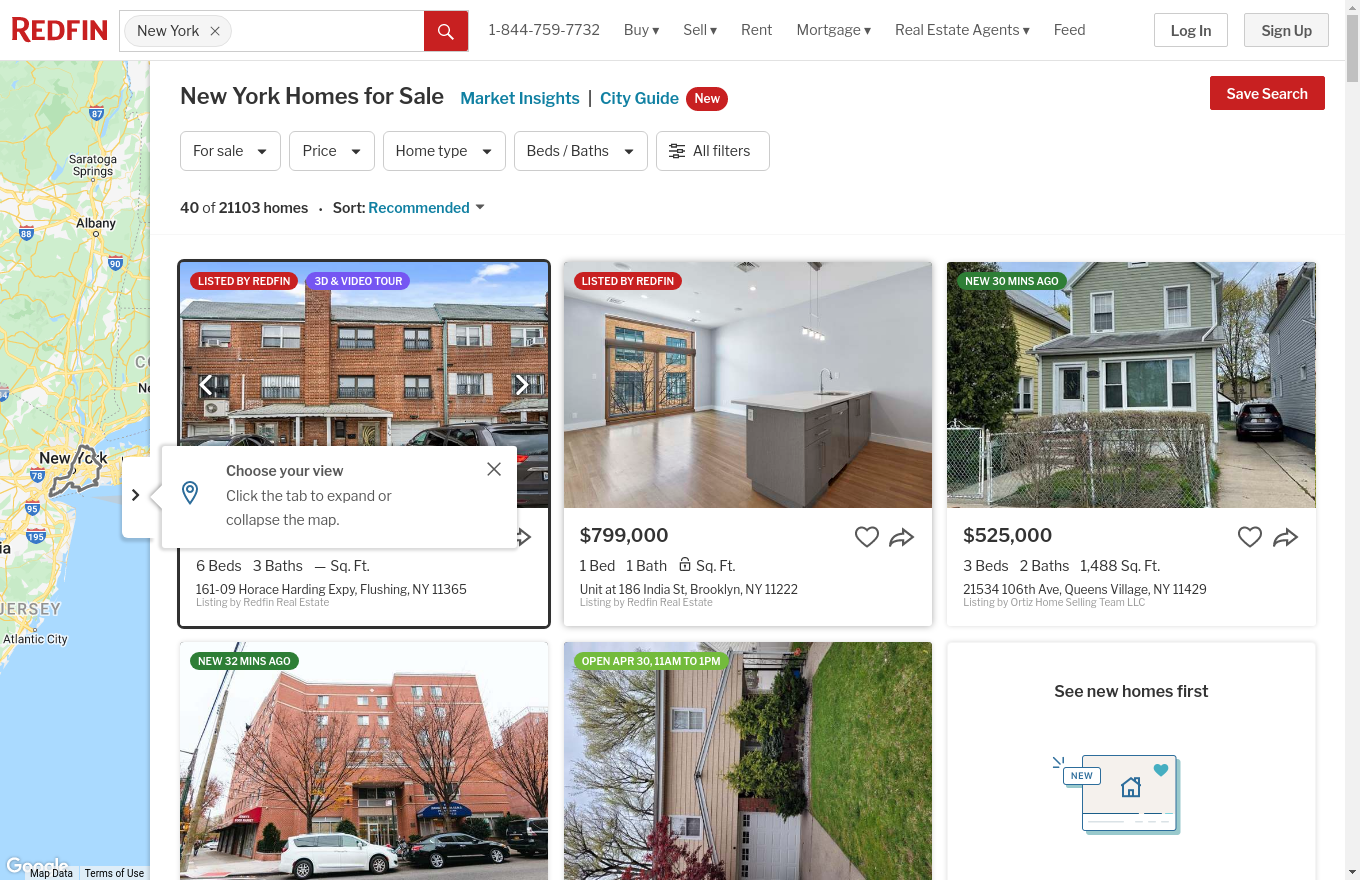 REDFIN
New York
1-844-759-7732
Buy ▾
Sell ▾
Rent
Mortgage ▾
Real Estate Agents ▾
Feed
Log In
Sign Up
87
Saratoga
Springs
Albany
88
90
New York
78
95
195
JERSEY
Atlantic City
Google
Map Data
Terms of Use
New York Homes for Sale
Market Insights | City Guide New
Save Search
For sale
Price
Home type
Beds / Baths
All filters
40 of 21103 homes • Sort: Recommended
LISTED BY REDFIN
3D & VIDEO TOUR
Choose your view
Click the tab to expand or
collapse the map.
6 Beds 3 Baths — Sq. Ft.
161-09 Horace Harding Expy, Flushing, NY 11365
Listing by Redfin Real Estate
LISTED BY REDFIN
$799,000
1 Bed 1 Bath Sq. Ft.
Unit at 186 India St, Brooklyn, NY 11222
Listing by Redfin Real Estate
NEW 30 MINS AGO
$525,000
3 Beds 2 Baths 1,488 Sq. Ft.
21534 106th Ave, Queens Village, NY 11429
Listing by Ortiz Home Selling Team LLC
NEW 32 MINS AGO
OPEN APR 30, 11AM TO 1PM
See new homes first
NEW